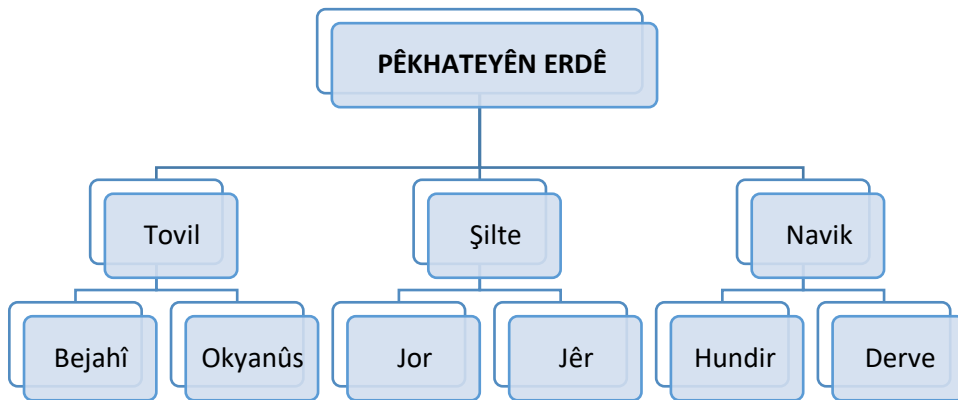 PÊKHATEYÊN ERDÊ
Tovil
Şilte
Navik
Bejahî
Okyanûs
Jor
Jêr
Hundir
Derve